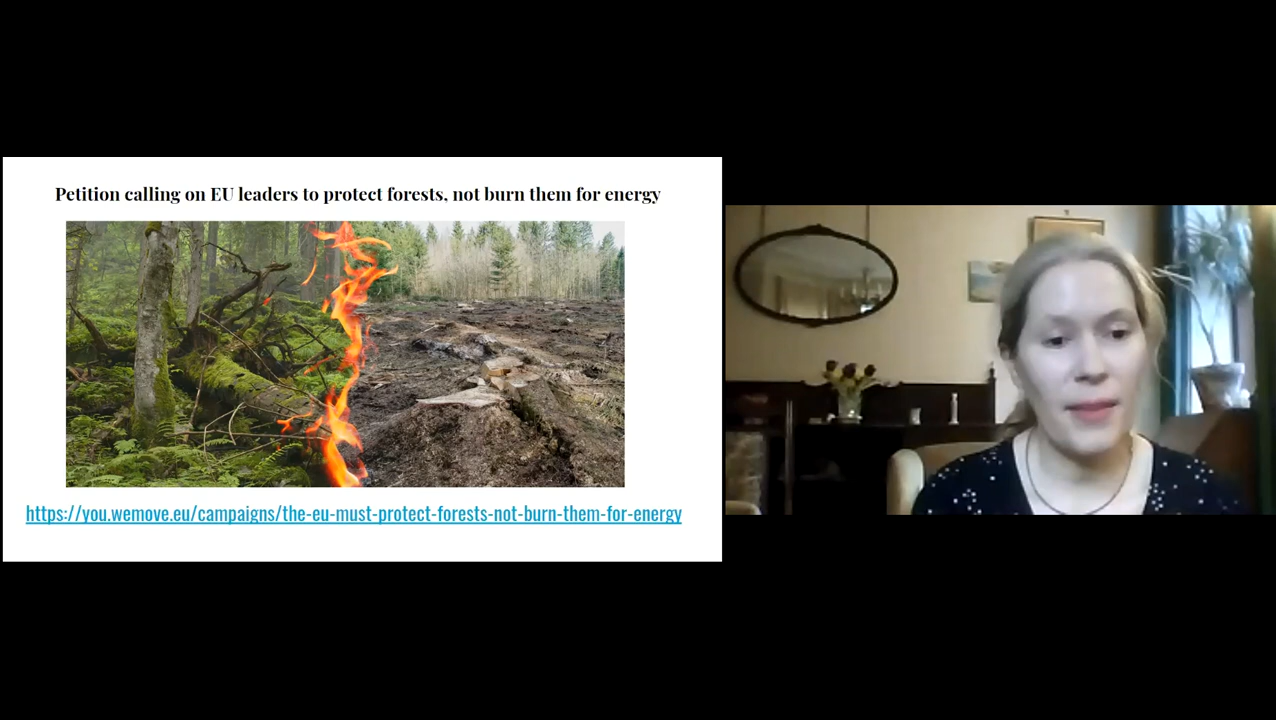 Petition calling on EU leaders to protect forests, not burn them for energy
https://you.wemove.eu/campaigns/the-eu-must-protect-forests-not-burn-them-for-energy